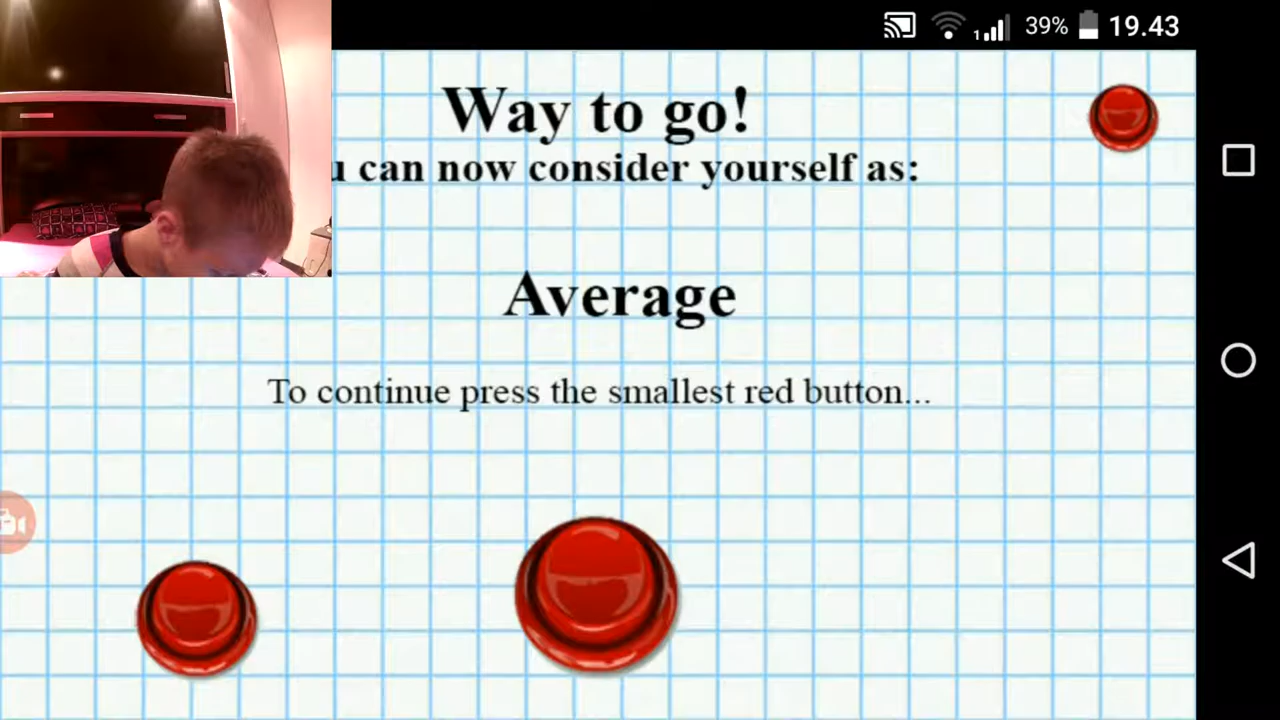 39% 19.43
Way to go!
can now consider yourself as:
Average
To continue press the smallest red button...